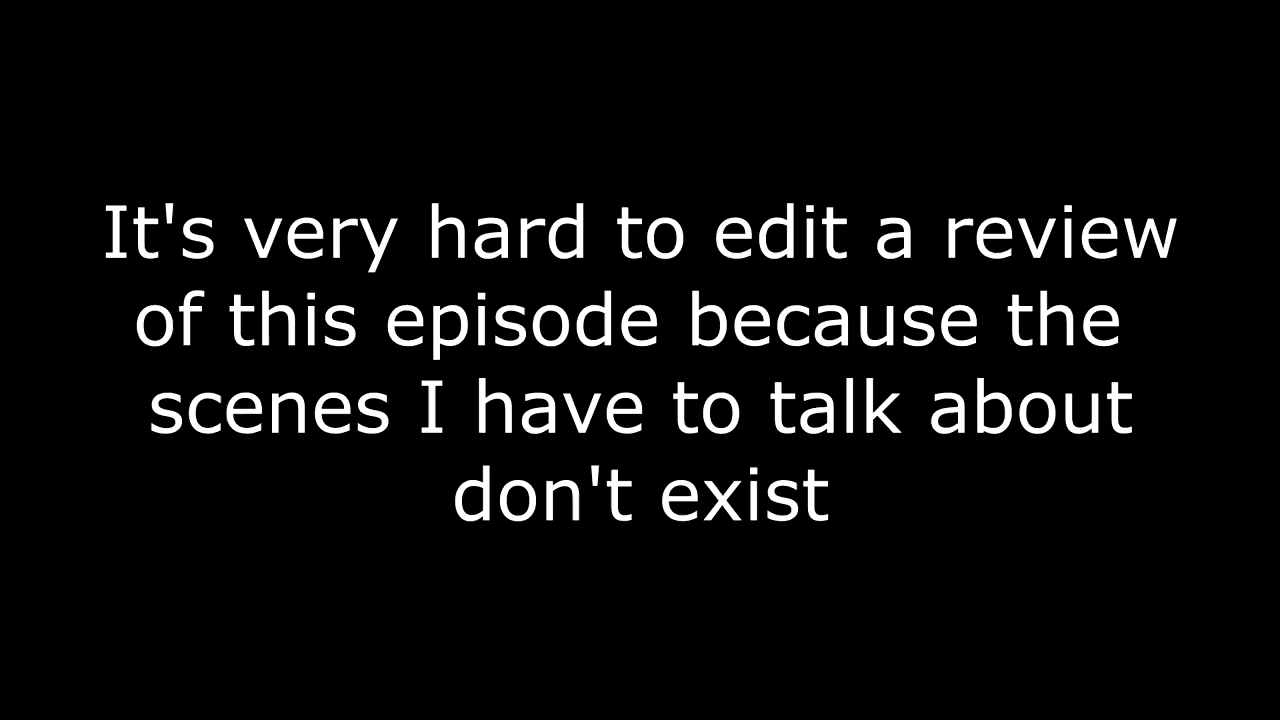 It's very hard to edit a review
of this episode because the
scenes I have to talk about
don't exist